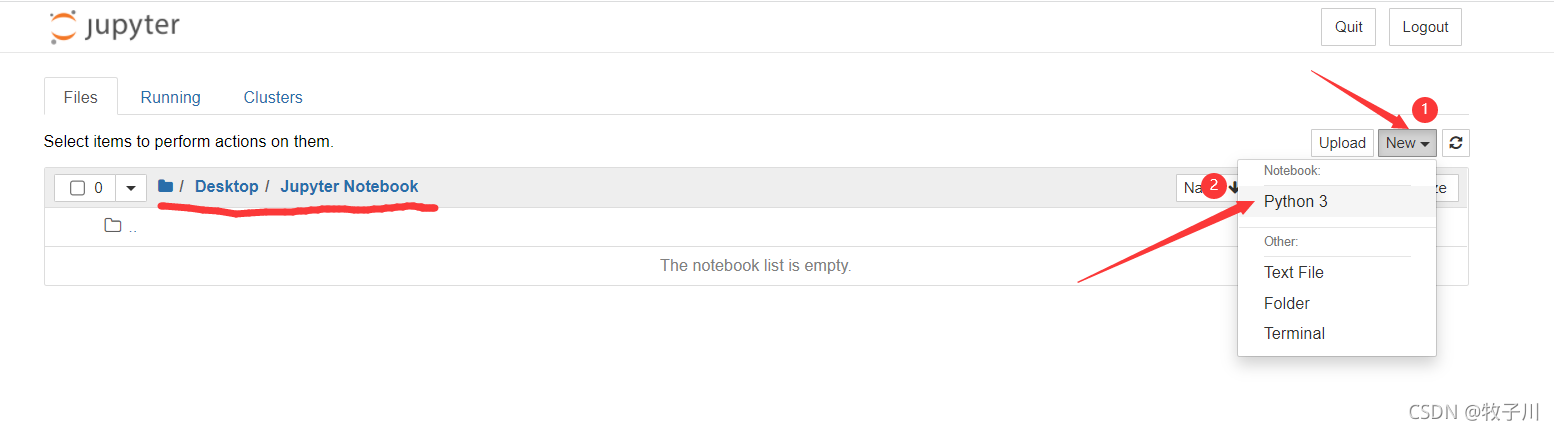 jupyter
Quit Logout
Files Running Clusters
Select items to perform actions on them.
Upload New
1
0 / Desktop / Jupyter Notebook
Notebook:
2
Python 3
..
Other:
The notebook list is empty.
Text File
Folder
Terminal
CSDN @牧子川